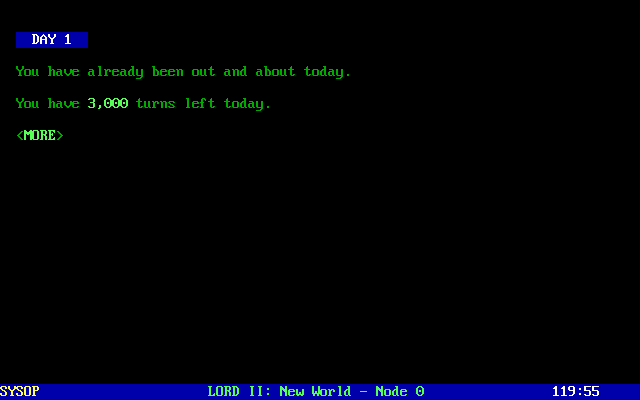 DAY 1
You have already been out and about today.
You have 3,000 turns left today.
<MORE>
SYSOP LORD II: New World - Node 0 119:55